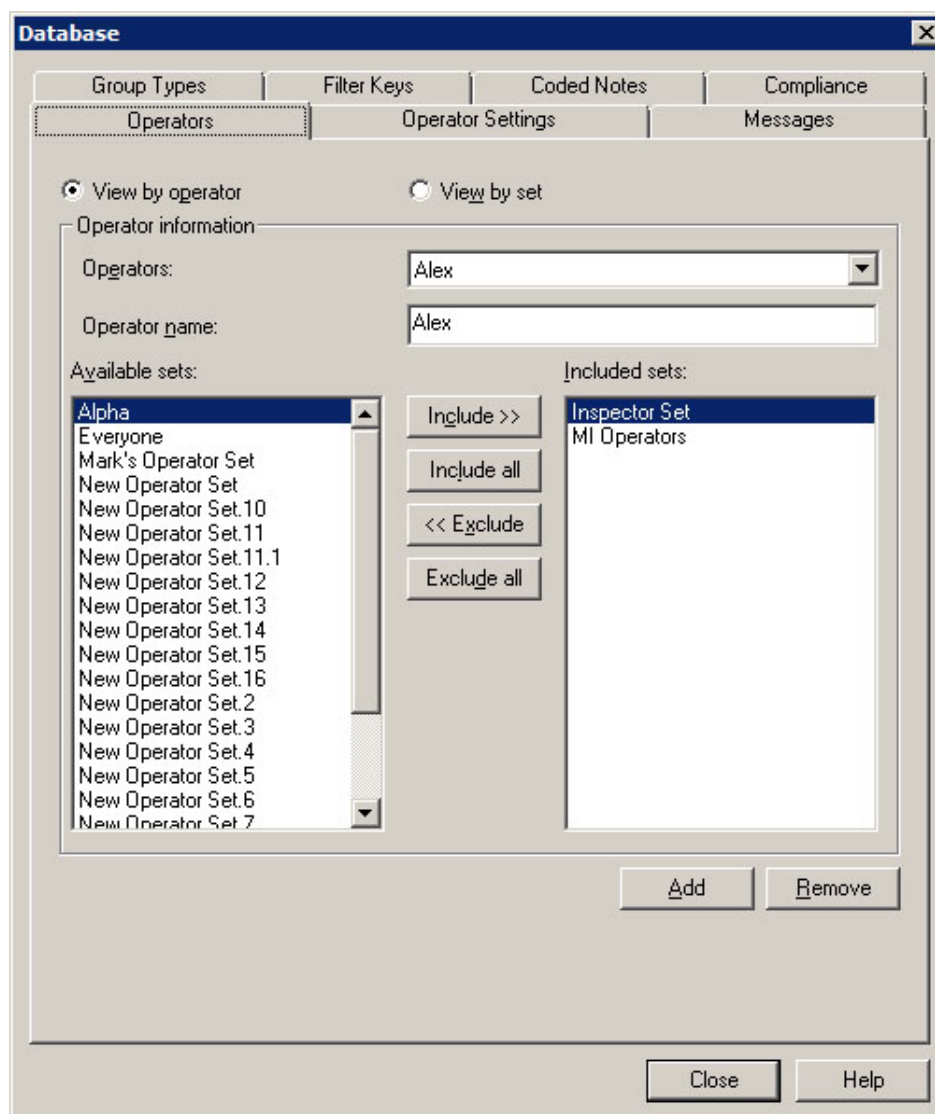 Database
Group Types Filter Keys Coded Notes Compliance
Operators Operator Settings Messages
View by operator View by set
Operator information
Operators: Alex
Operator name: Alex
Available sets: Included sets:
Alpha Include >> Inspector Set
Everyone MI Operators
Mark's Operator Set
New Operator Set Include all
New Operator Set.10
New Operator Set.11 << Exclude
New Operator Set.11.1
New Operator Set.12 Exclude all
New Operator Set.13
New Operator Set.14
New Operator Set.15
New Operator Set.16
New Operator Set.2
New Operator Set.3
New Operator Set.4
New Operator Set.5
New Operator Set.6
New Operator Set.7
Add Remove
Close Help